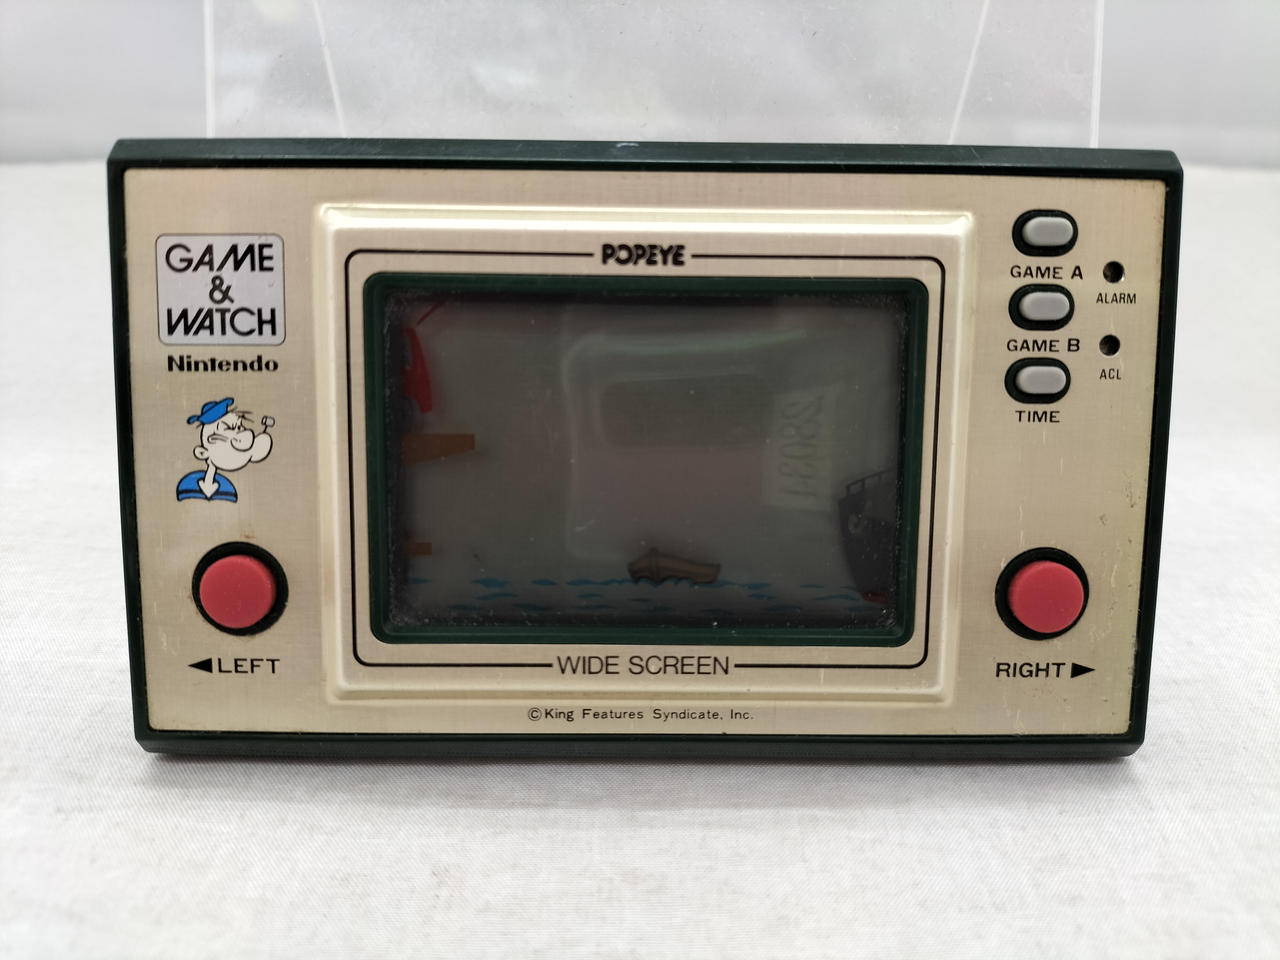 GAME
&
WATCH
Nintendo
POPEYE
GAME A
ALARM
GAME B
ACL
TIME
◀LEFT
RIGHT▶
WIDE SCREEN
©King Features Syndicate, Inc.